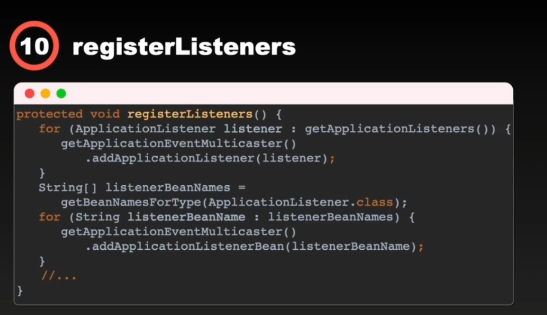 10 registerListeners
protected void registerListeners() {
for (ApplicationListener listener : getApplicationListeners()) {
getApplicationEventMulticaster()
.addApplicationListener(listener);
}
String[] listenerBeanNames =
getBeanNamesForType(ApplicationListener.class);
for (String listenerBeanName : listenerBeanNames) {
getApplicationEventMulticaster()
.addApplicationListenerBean(listenerBeanName);
}
//...
}